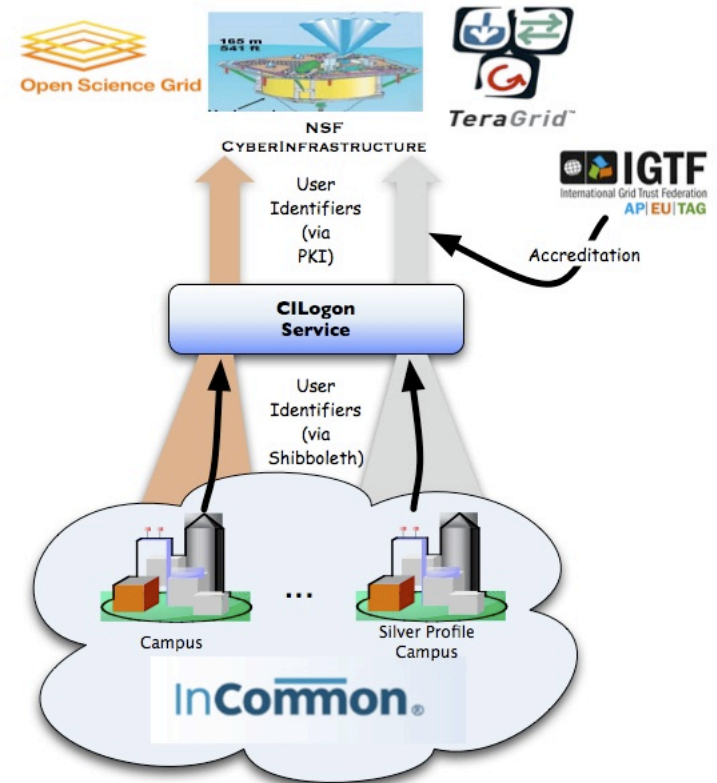 Open Science Grid
165 m
541 ft
TeraGrid™
NSF
CYBERINFRASTRUCTURE
IGTF
International Grid Trust Federation
AP|EU|TAG
User
Identifiers
(via
PKI)
Accreditation
CILogon
Service
User
Identifiers
(via
Shibboleth)
...
Campus
Silver Profile
Campus
InCommon®